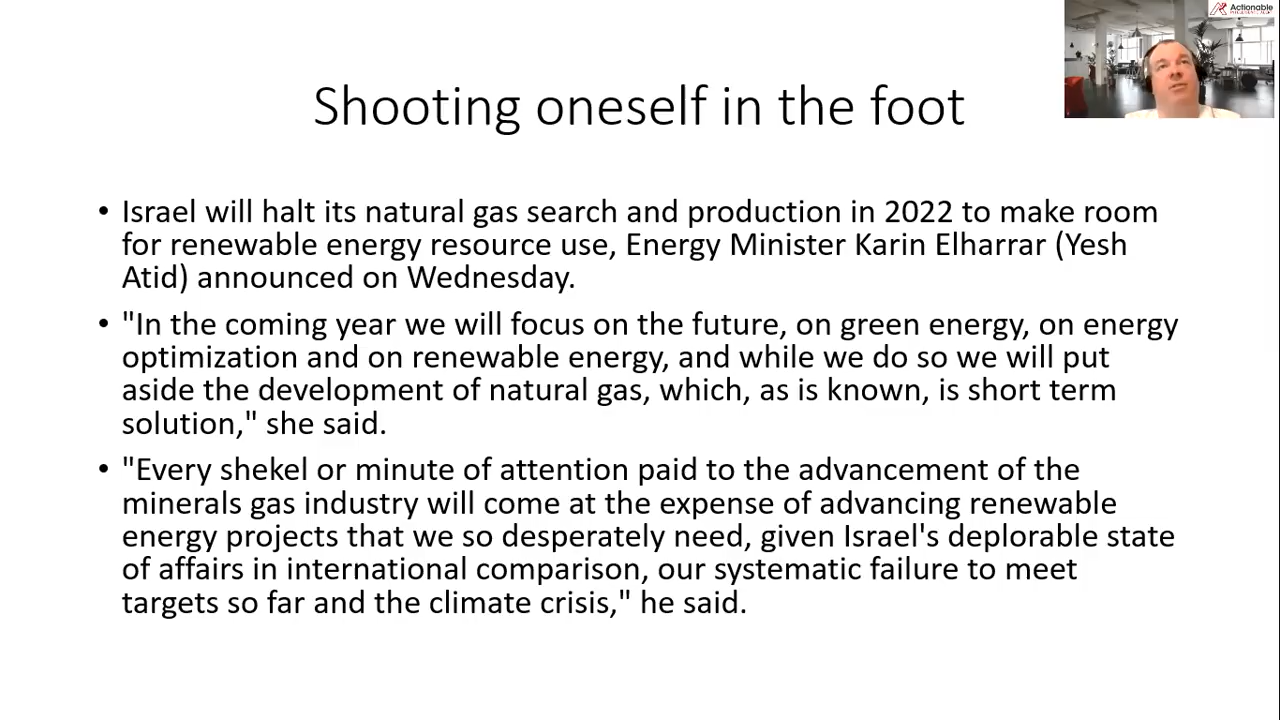 Actionable
Shooting oneself in the foot
• Israel will halt its natural gas search and production in 2022 to make room
for renewable energy resource use, Energy Minister Karin Elharrar (Yesh
Atid) announced on Wednesday.
• "In the coming year we will focus on the future, on green energy, on energy
optimization and on renewable energy, and while we do so we will put
aside the development of natural gas, which, as is known, is short term
solution," she said.
• "Every shekel or minute of attention paid to the advancement of the
minerals gas industry will come at the expense of advancing renewable
energy projects that we so desperately need, given Israel's deplorable state
of affairs in international comparison, our systematic failure to meet
targets so far and the climate crisis," he said.